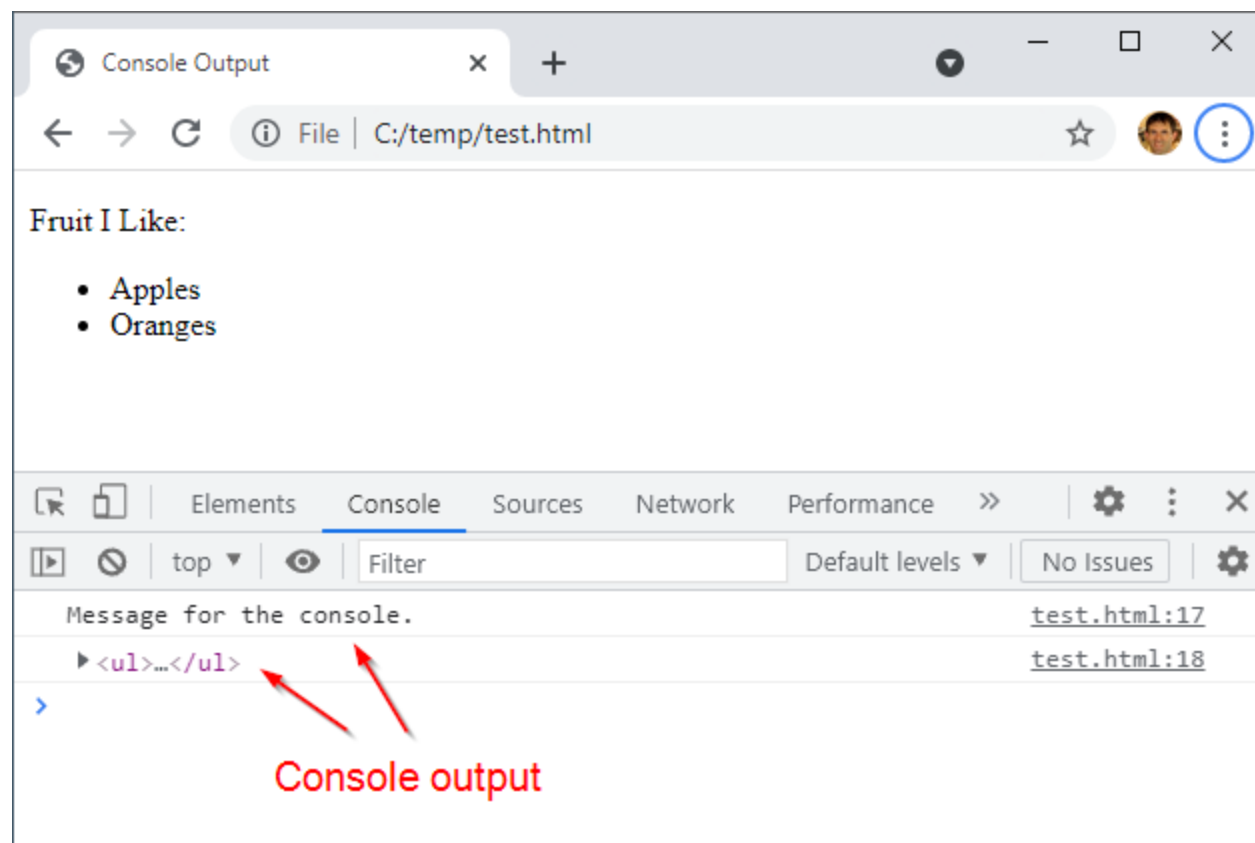 Console Output
File C:/temp/test.html
Fruit I Like:
• Apples
• Oranges
Elements Console Sources Network Performance
top Filter Default levels No Issues
Message for the console. test.html:17
<ul>…</ul> test.html:18
Console output